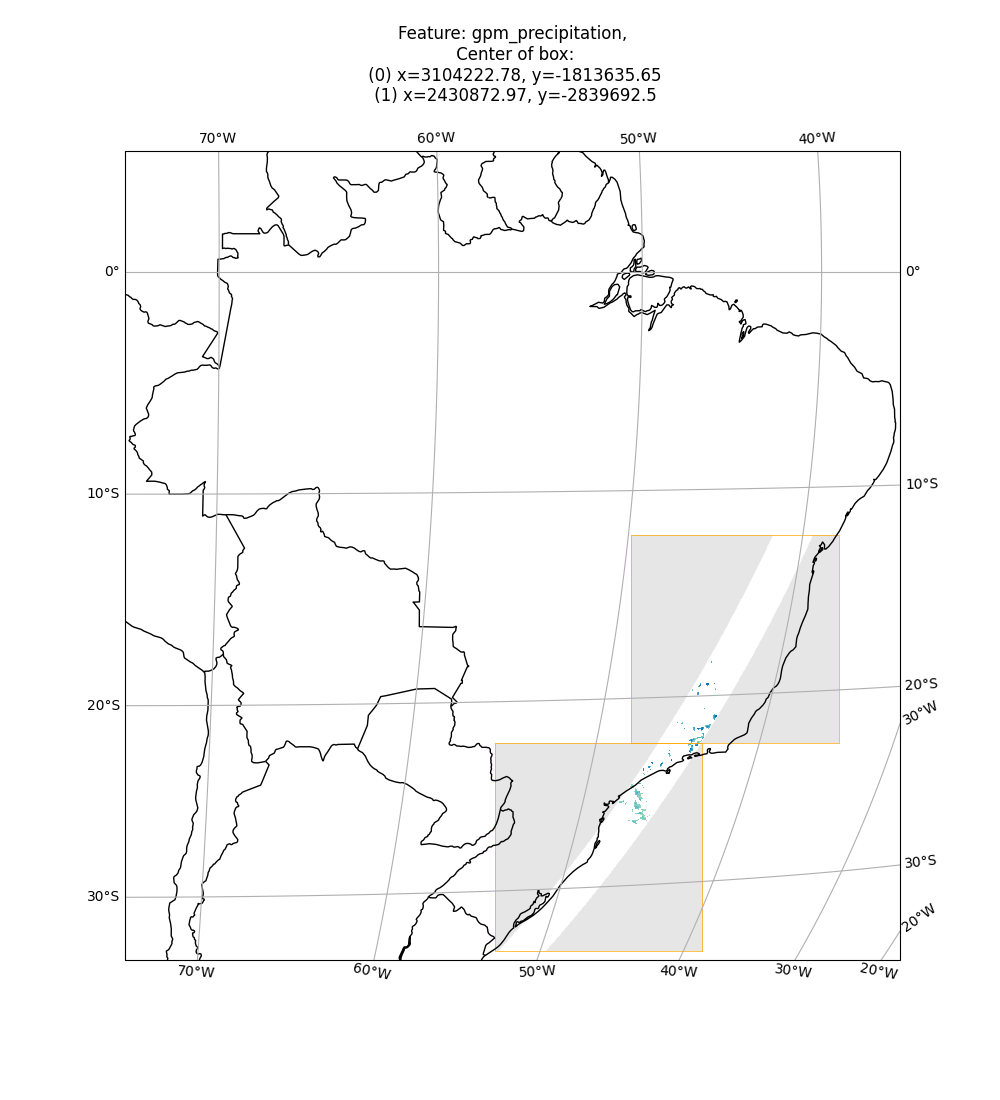 Feature: gpm_precipitation,
Center of box:
(0) x=3104222.78, y=-1813635.65
(1) x=2430872.97, y=-2839692.5
70°W 60°W 50°W 40°W
0° 0°
10°S 10°S
20°S 20°S
30°W
30°S 30°S
20°W
70°W 60°W 50°W 40°W 30°W 20°W